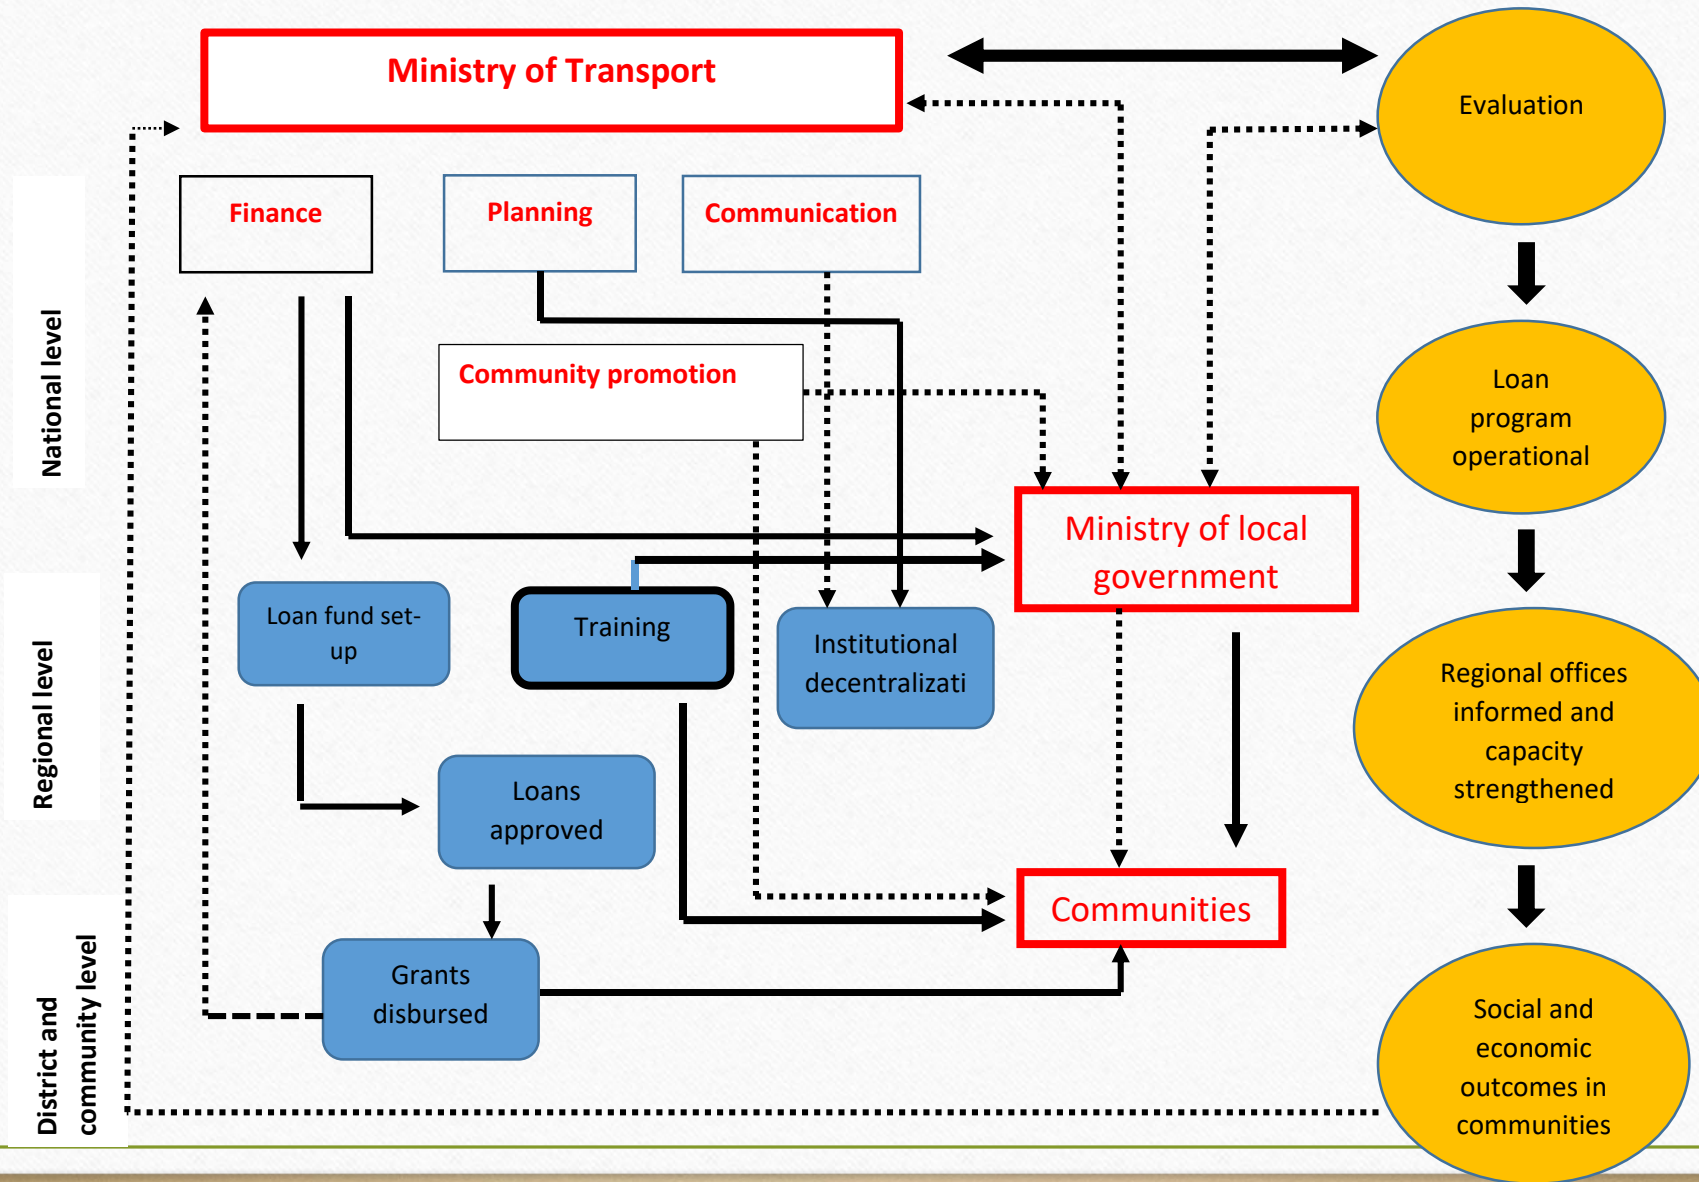 Ministry of Transport
Evaluation
Finance
Planning
Communication
National level
Community promotion
Loan
program
operational
Ministry of local
government
Regional level
Loan fund set-
up
Training
Institutional
decentralizati
Regional offices
informed and
capacity
strengthened
Loans
approved
Communities
District and
community level
Grants
disbursed
Social and
economic
outcomes in
communities